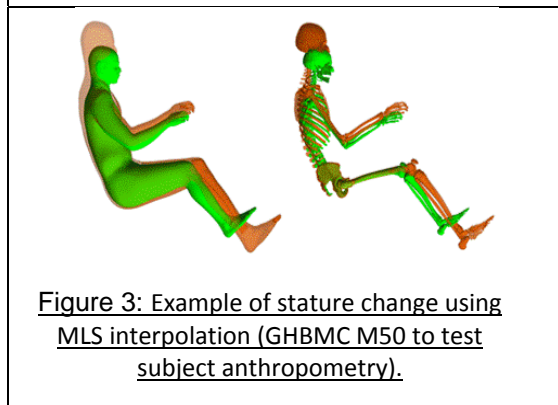 Figure 3: Example of stature change using
MLS interpolation (GHBMC M50 to test
subject anthropometry).